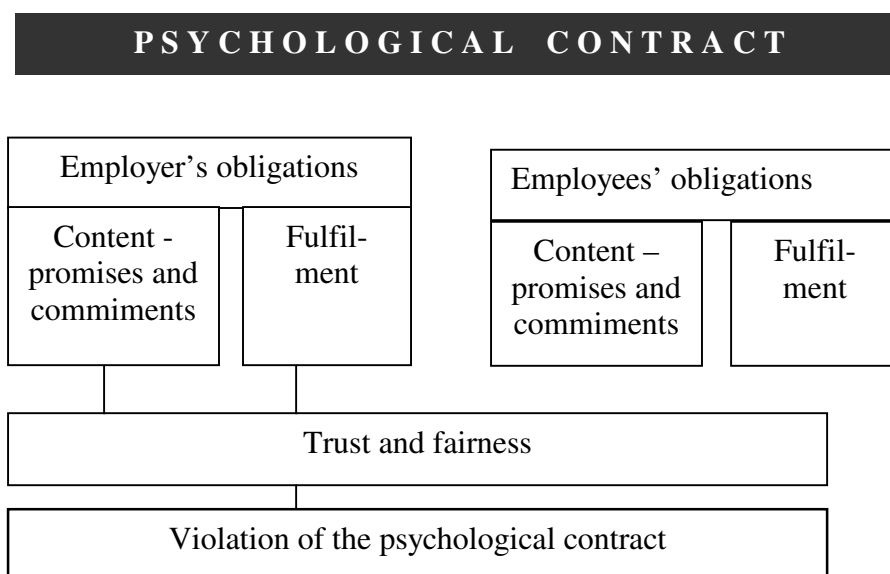 PSYCHOLOGICAL CONTRACT
Employer’s obligations
Content -
promises and
commiments
Fulfil-
ment
Employees’ obligations
Content –
promises and
commiments
Fulfil-
ment
Trust and fairness
Violation of the psychological contract